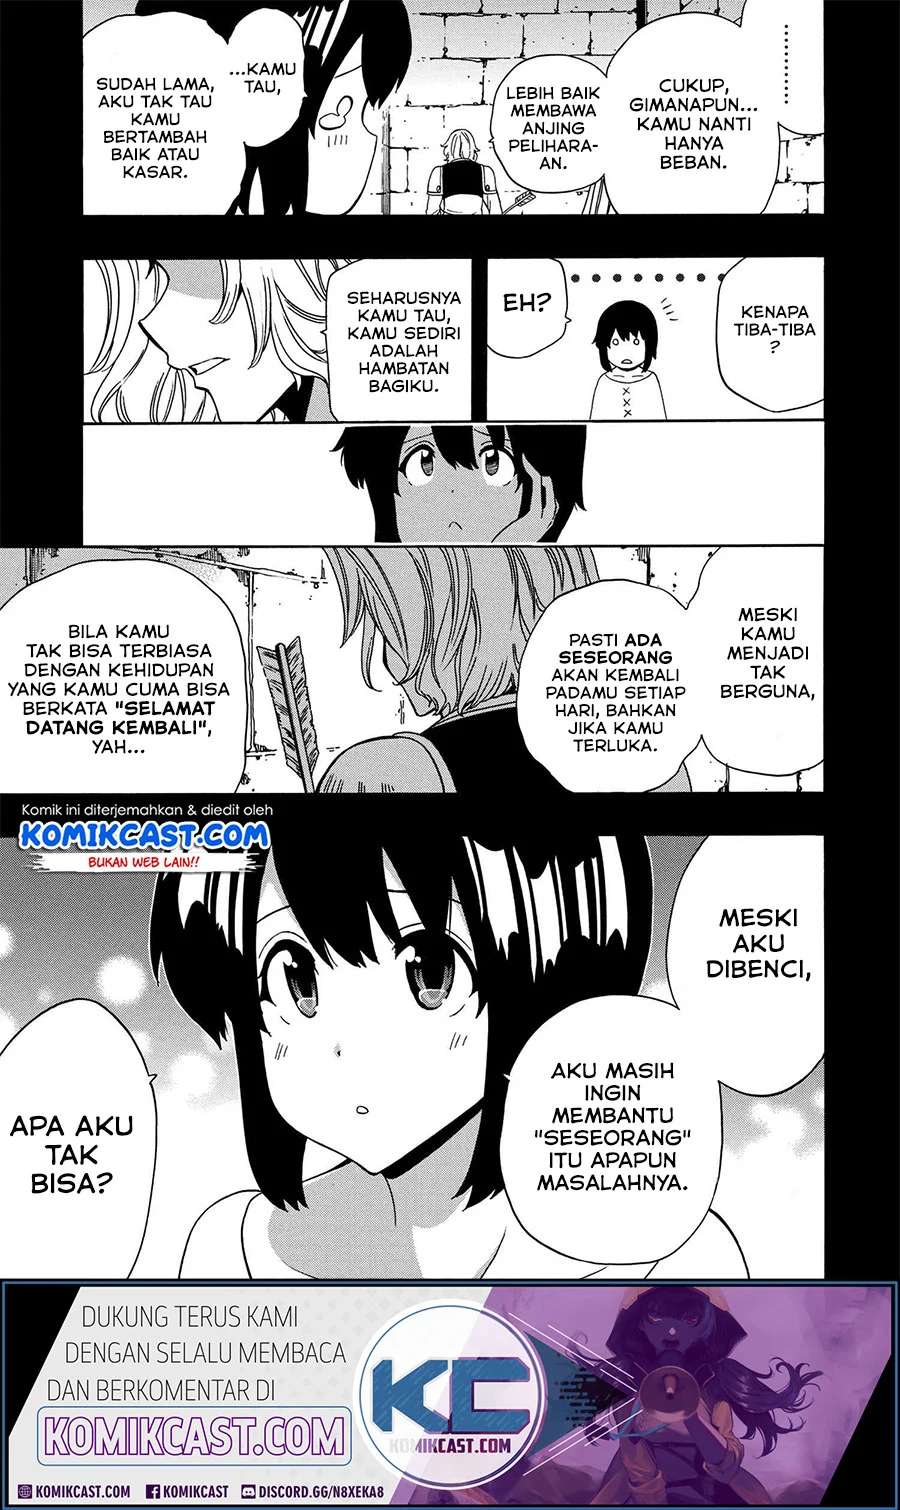 ........
CUKUP,
GIMANAPUN...
KAMU NANTI
HANYA
BEBAN.
LEBIH BAIK
MEMBAWA
ANJING
PELIHARA-
AN.
...KAMU
TAU,
SUDAH LAMA,
AKU TAK TAU
KAMU
BERTAMBAH
BAIK ATAU
KASAR.
KENAPA
TIBA-TIBA
?
EH?
SEHARUSNYA
KAMU TAU,
KAMU SEDIRI
ADALAH
HAMBATAN
BAGIKU.
MESKI
KAMU
MENJADI
TAK
BERGUNA,
PASTI ADA
SESEORANG
AKAN KEMBALI
PADAMU SETIAP
HARI, BAHKAN
JIKA KAMU
TERLUKA.
BILA KAMU
TAK BISA TERBIASA
DENGAN KEHIDUPAN
YANG KAMU CUMA BISA
BERKATA "SELAMAT
DATANG KEMBALI",
YAH...
Komik ini diterjemahkan & diedit oleh
KOMIKCAST.COM
BUKAN WEB LAIN!!
MESKI
AKU
DIBENCI,
AKU MASIH
INGIN
MEMBANTU
"SESEORANG"
ITU APAPUN
MASALAHNYA.
APA AKU
TAK
BISA?
DUKUNG TERUS KAMI
DENGAN SELALU MEMBACA
DAN BERKOMENTAR DI
KOMIKCAST.COM
KC
KOMIKCAST.COM
KOMIKCAST.COM KOMIKCAST DISCORD.GG/N8XEKA8